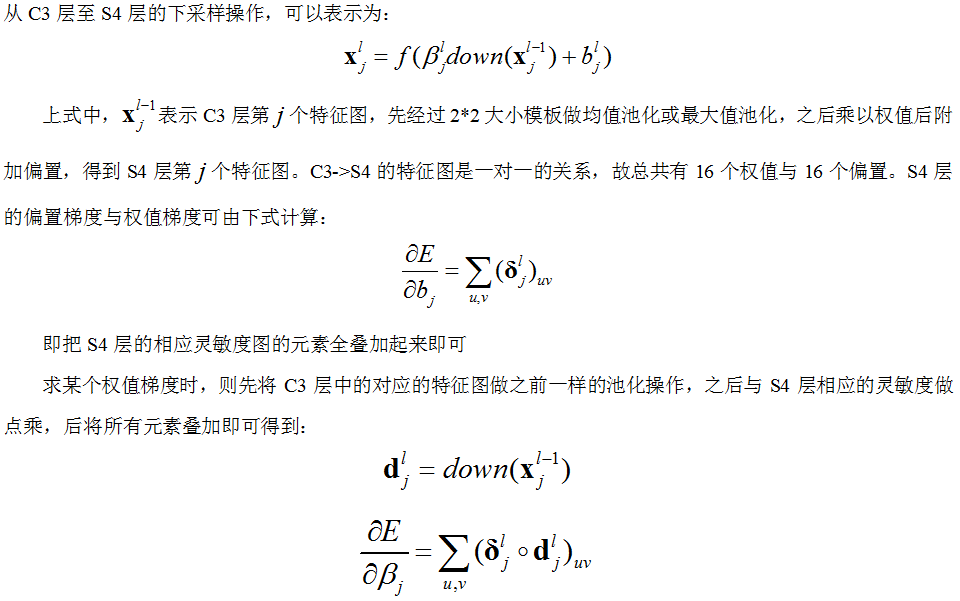 从 C3 层至 S4 层的下采样操作，可以表示为：
$\mathbf{x}_j^l = f(\beta_j^l down(\mathbf{x}_j^{l-1}) + b_j^l)$
上式中，$\mathbf{x}_j^{l-1}$ 表示 C3 层第 $j$ 个特征图，先经过 2*2 大小模板做均值池化或最大值池化，之后乘以权值后附
加偏置，得到 S4 层第 $j$ 个特征图。C3->S4 的特征图是一对一的关系，故总共有 16 个权值与 16 个偏置。S4 层
的偏置梯度与权值梯度可由下式计算：
$\frac{\partial E}{\partial b_j} = \sum_{u,v} (\boldsymbol{\delta}_j^l)_{uv}$
即把 S4 层的相应灵敏度图的元素全叠加起来即可
求某个权值梯度时，则先将 C3 层中的对应的特征图做之前一样的池化操作，之后与 S4 层相应的灵敏度做
点乘，后将所有元素叠加即可得到：
$\mathbf{d}_j^l = down(\mathbf{x}_j^{l-1})$
$\frac{\partial E}{\partial \beta_j} = \sum_{u,v} (\boldsymbol{\delta}_j^l \circ \mathbf{d}_j^l)_{uv}$